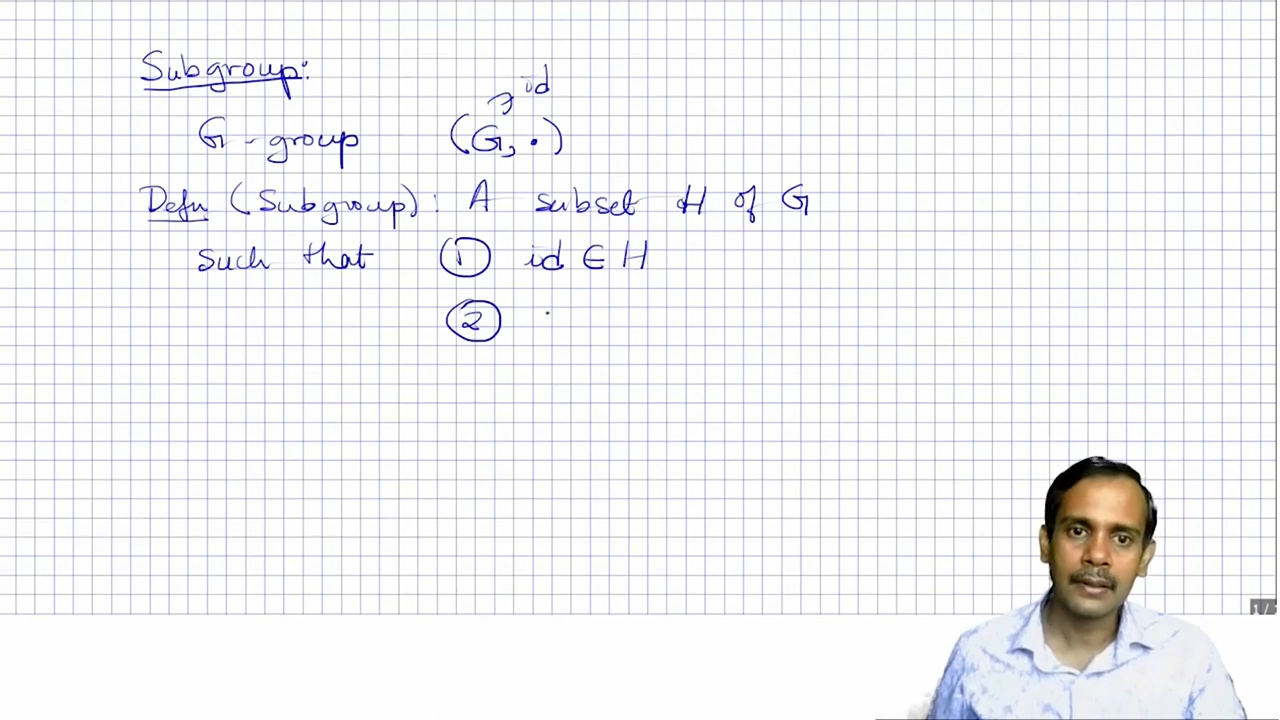 Subgroup:
id
G - group (G, ·)
Defn (Subgroup): A subset H of G
such that ① id ∈ H
②